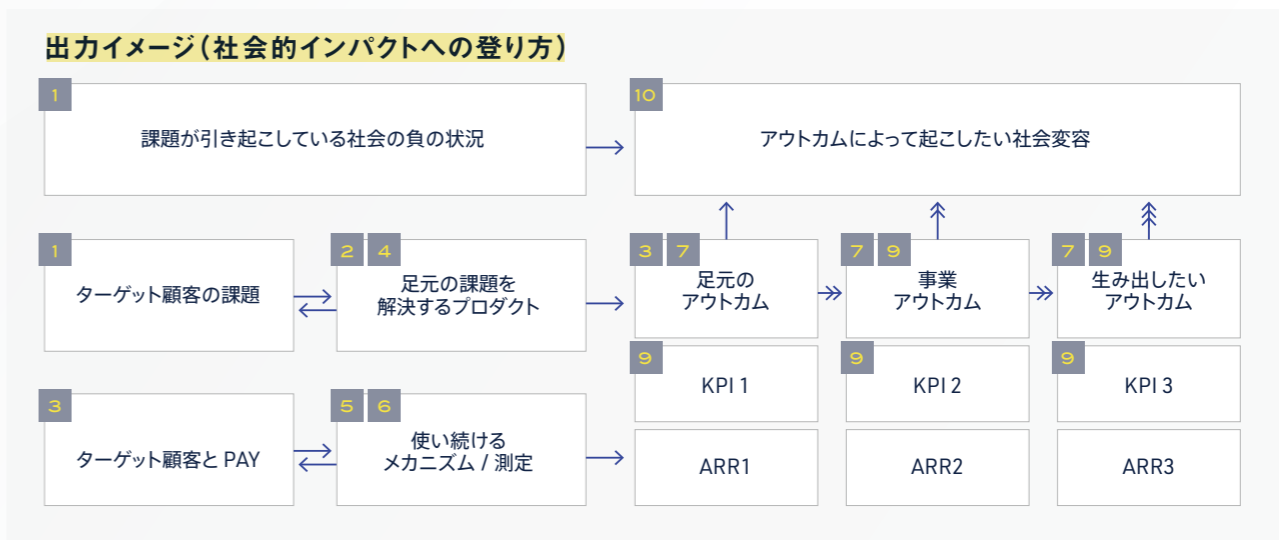 出力イメージ(社会的インパクトへの登り方)
1
課題が引き起こしている社会の負の状況
10
アウトカムによって起こしたい社会変容
1
ターゲット顧客の課題
2 4
足元の課題を
解決するプロダクト
3 7
足元の
アウトカム
7 9
事業
アウトカム
7 9
生み出したい
アウトカム
9
KPI 1
9
KPI 2
9
KPI 3
3
ターゲット顧客と PAY
5 6
使い続ける
メカニズム / 測定
ARR1
ARR2
ARR3